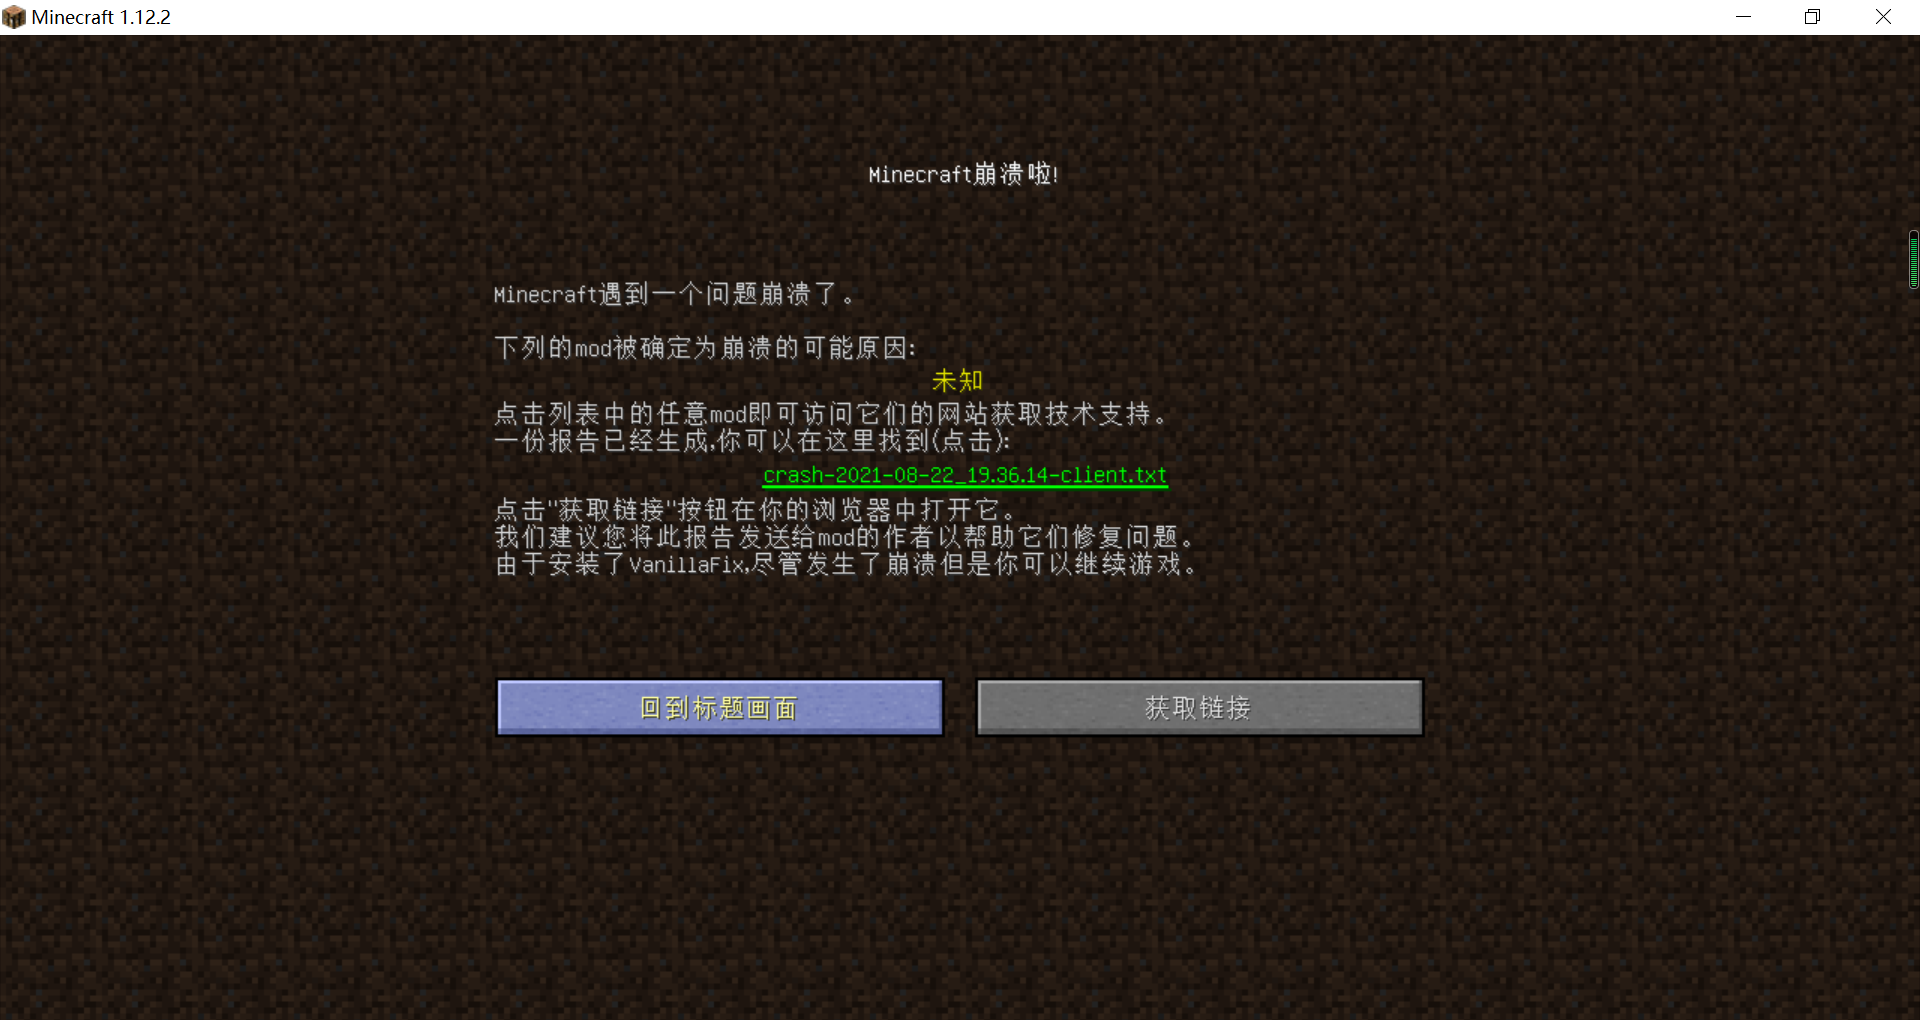 Minecraft 1.12.2
Minecraft崩溃啦!
Minecraft遇到一个问题崩溃了。
下列的mod被确定为崩溃的可能原因:
未知
点击列表中的任意mod即可访问它们的网站获取技术支持。
一份报告已经生成,你可以在这里找到(点击):
crash-2021-08-22_19.36.14-client.txt
点击"获取链接"按钮在你的浏览器中打开它。
我们建议您将此报告发送给mod的作者以帮助它们修复问题。
由于安装了VanillaFix,尽管发生了崩溃但是你可以继续游戏。
回到标题画面
获取链接